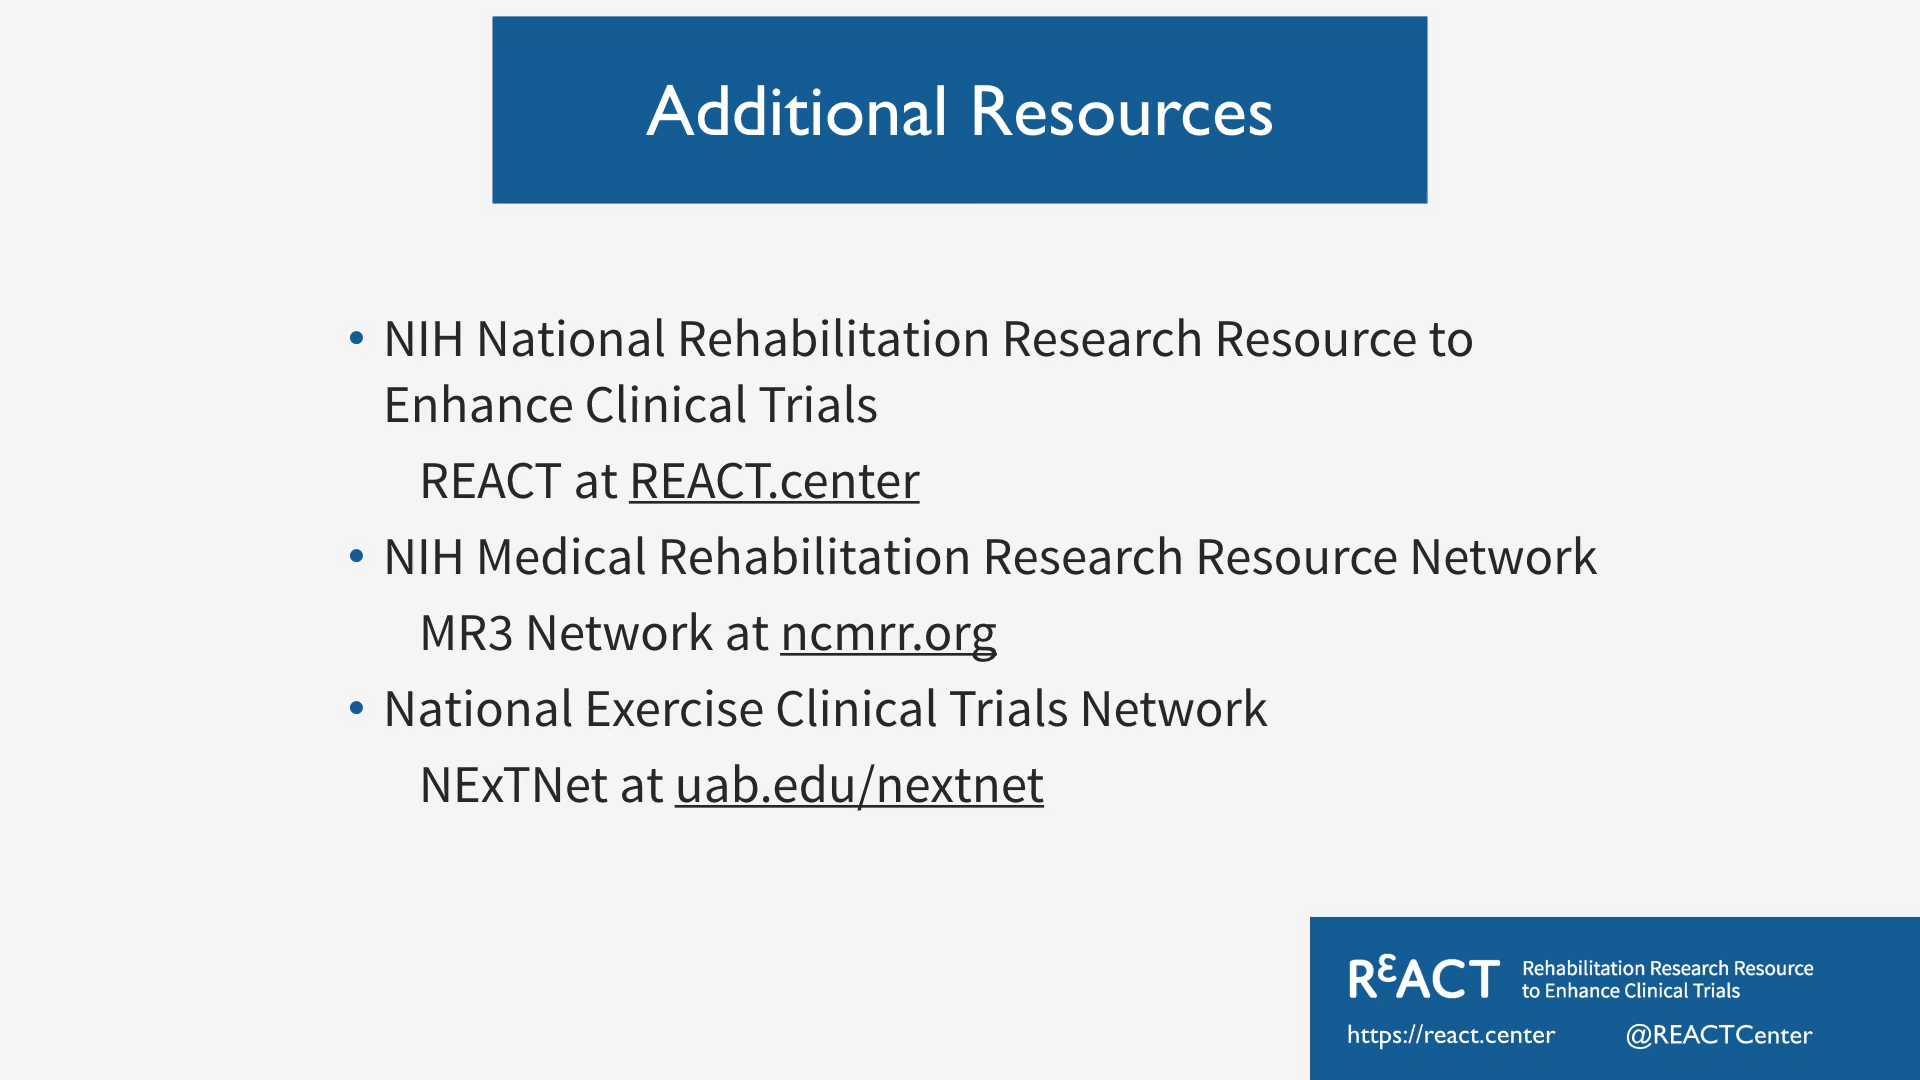 Additional Resources
• NIH National Rehabilitation Research Resource to
Enhance Clinical Trials
REACT at REACT.center
• NIH Medical Rehabilitation Research Resource Network
MR3 Network at ncmrr.org
• National Exercise Clinical Trials Network
NExTNet at uab.edu/nextnet
RƐACT
Rehabilitation Research Resource
to Enhance Clinical Trials
https://react.center @REACTCenter